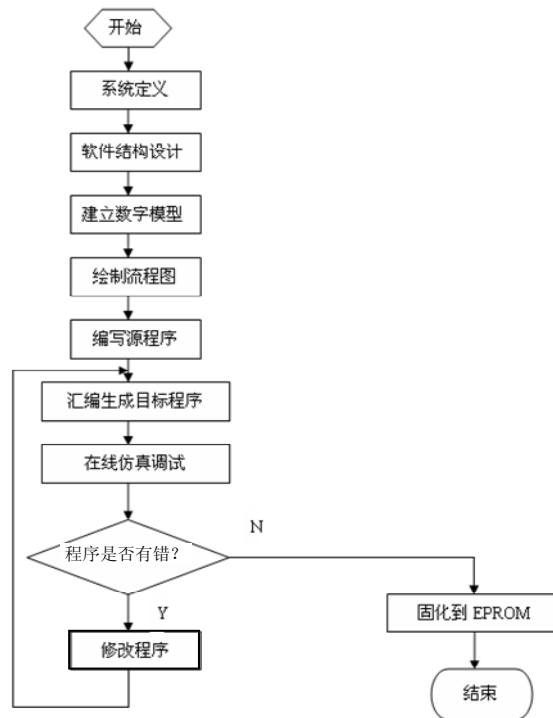 开始
系统定义
软件结构设计
建立数字模型
绘制流程图
编写源程序
汇编生成目标程序
在线仿真调试
程序是否有错？
N
Y
固化到 EPROM
修改程序
结束